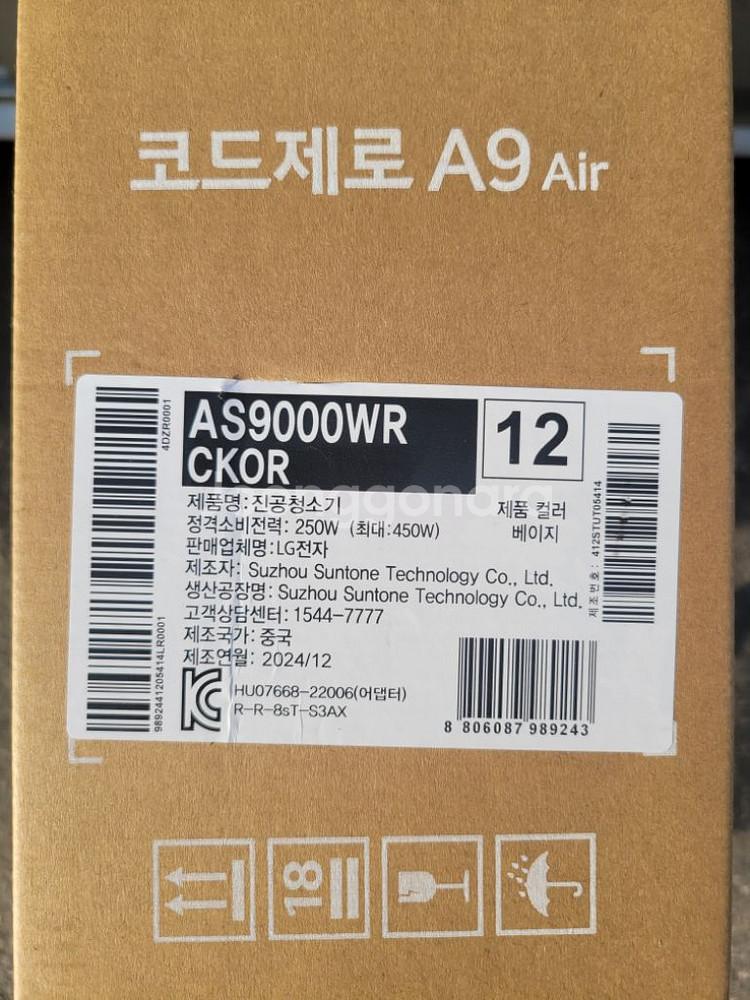 코드제로 A9 Air
AS9000WR
CKOR
12
4DZR0001
제품명:진공청소기
정격소비전력: 250W (최대:450W)
판매업체명:LG전자
제조자: Suzhou Suntone Technology Co., Ltd.
생산공장명: Suzhou Suntone Technology Co., Ltd.
고객상담센터: 1544-7777
제조국가: 중국
제조연월: 2024/12
제품 컬러
베이지
제조번호: 412STUT05414
9892441205414LR0001
HU07668-22006(어댑터)
R-R-8sT-S3AX
8 806087 989243
18